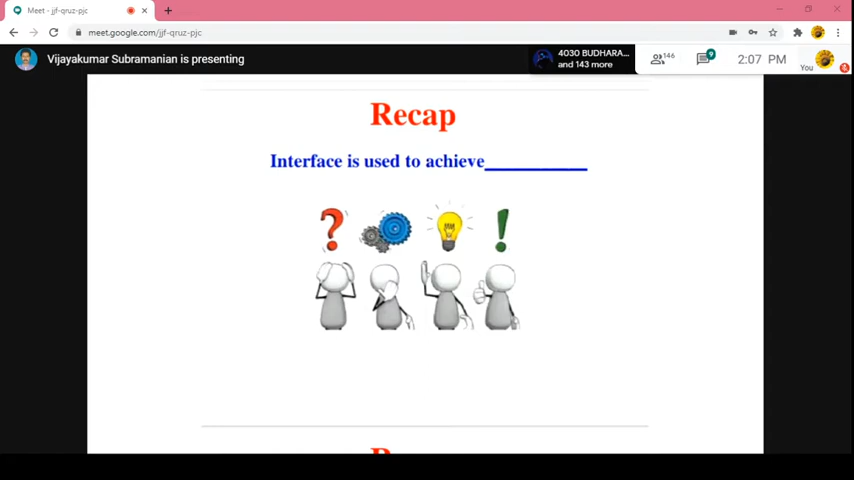 Meet - jjf-qruz-pjc
meet.google.com/jjf-qruz-pjc
Vijayakumar Subramanian is presenting
4030 BUDHARA...
and 143 more
146
9
2:07 PM
You
Recap
Interface is used to achieve__________